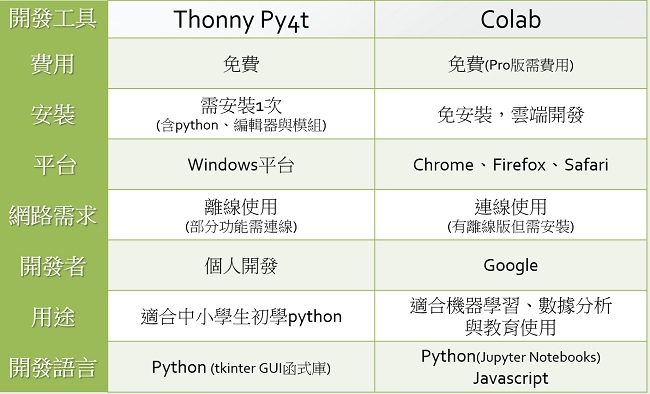 開發工具 Thonny Py4t Colab
費用 免費 免費(Pro版需費用)
安裝 需安裝1次 免安裝，雲端開發
(含python、編輯器與模組)
平台 Windows平台 Chrome、Firefox、Safari
網路需求 離線使用 連線使用
(部分功能需連線) (有離線版但需安裝)
開發者 個人開發 Google
用途 適合中小學生初學python 適合機器學習、數據分析
與教育使用
開發語言 Python (tkinter GUI函式庫) Python(Jupyter Notebooks)
Javascript